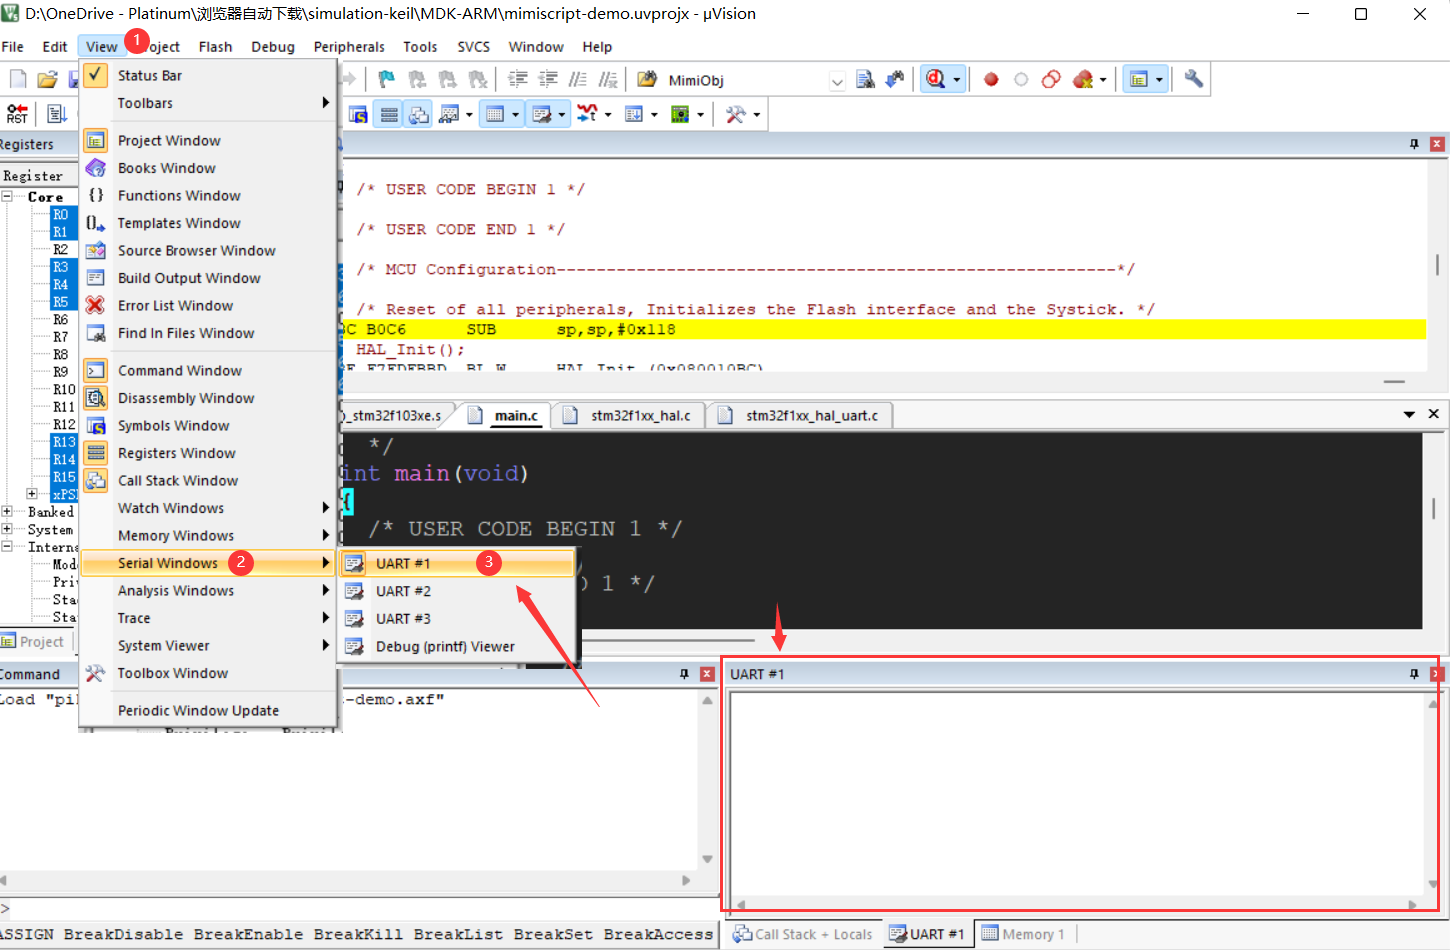 D:\OneDrive - Platinum\浏览器自动下载\simulation-keil\MDK-ARM\mimiscript-demo.uvprojx - µVision
File Edit View 1 oject Flash Debug Peripherals Tools SVCS Window Help
MimiObj
RST
Registers
Register
Core
R0
R1
R2
R3
R4
R5
R6
R7
R8
R9
R10
R11
R12
R13
R14
R15
xPS
Banked
System
Interna
Mod
Pri
Sta
Sta
Project
Status Bar
Toolbars
Project Window
Books Window
Functions Window
Templates Window
Source Browser Window
Build Output Window
Error List Window
Find In Files Window
Command Window
Disassembly Window
Symbols Window
Registers Window
Call Stack Window
Watch Windows
Memory Windows
Serial Windows 2
Analysis Windows
Trace
System Viewer
Toolbox Window
Periodic Window Update
UART #1 3
UART #2
UART #3
Debug (printf) Viewer
/* USER CODE BEGIN 1 */
/* USER CODE END 1 */
/* MCU Configuration--------------------------------------------------------*/
/* Reset of all peripherals, Initializes the Flash interface and the Systick. */
C B0C6 SUB sp,sp,#0x118
HAL_Init();
E F7FDFBBD BL.W HAL_Init (0x080010BC)
_stm32f103xe.s main.c stm32f1xx_hal.c stm32f1xx_hal_uart.c
*/
int main(void)
{
/* USER CODE BEGIN 1 */
D 1 */
Command
Load "pi
-demo.axf"
>
ASSIGN BreakDisable BreakEnable BreakKill BreakList BreakSet BreakAccess
UART #1
Call Stack + Locals UART #1 Memory 1